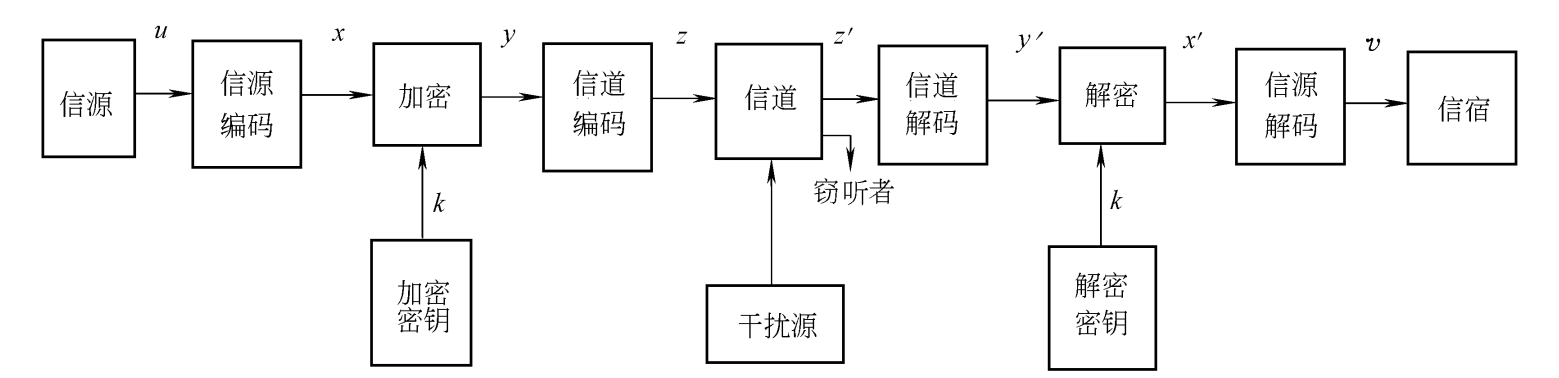 u
x
y
z
z′
y′
x′
v
信源
信源
编码
加密
信道
编码
信道
信道
解码
解密
信源
解码
信宿
窃听者
k
k
加密
密钥
干扰源
解密
密钥